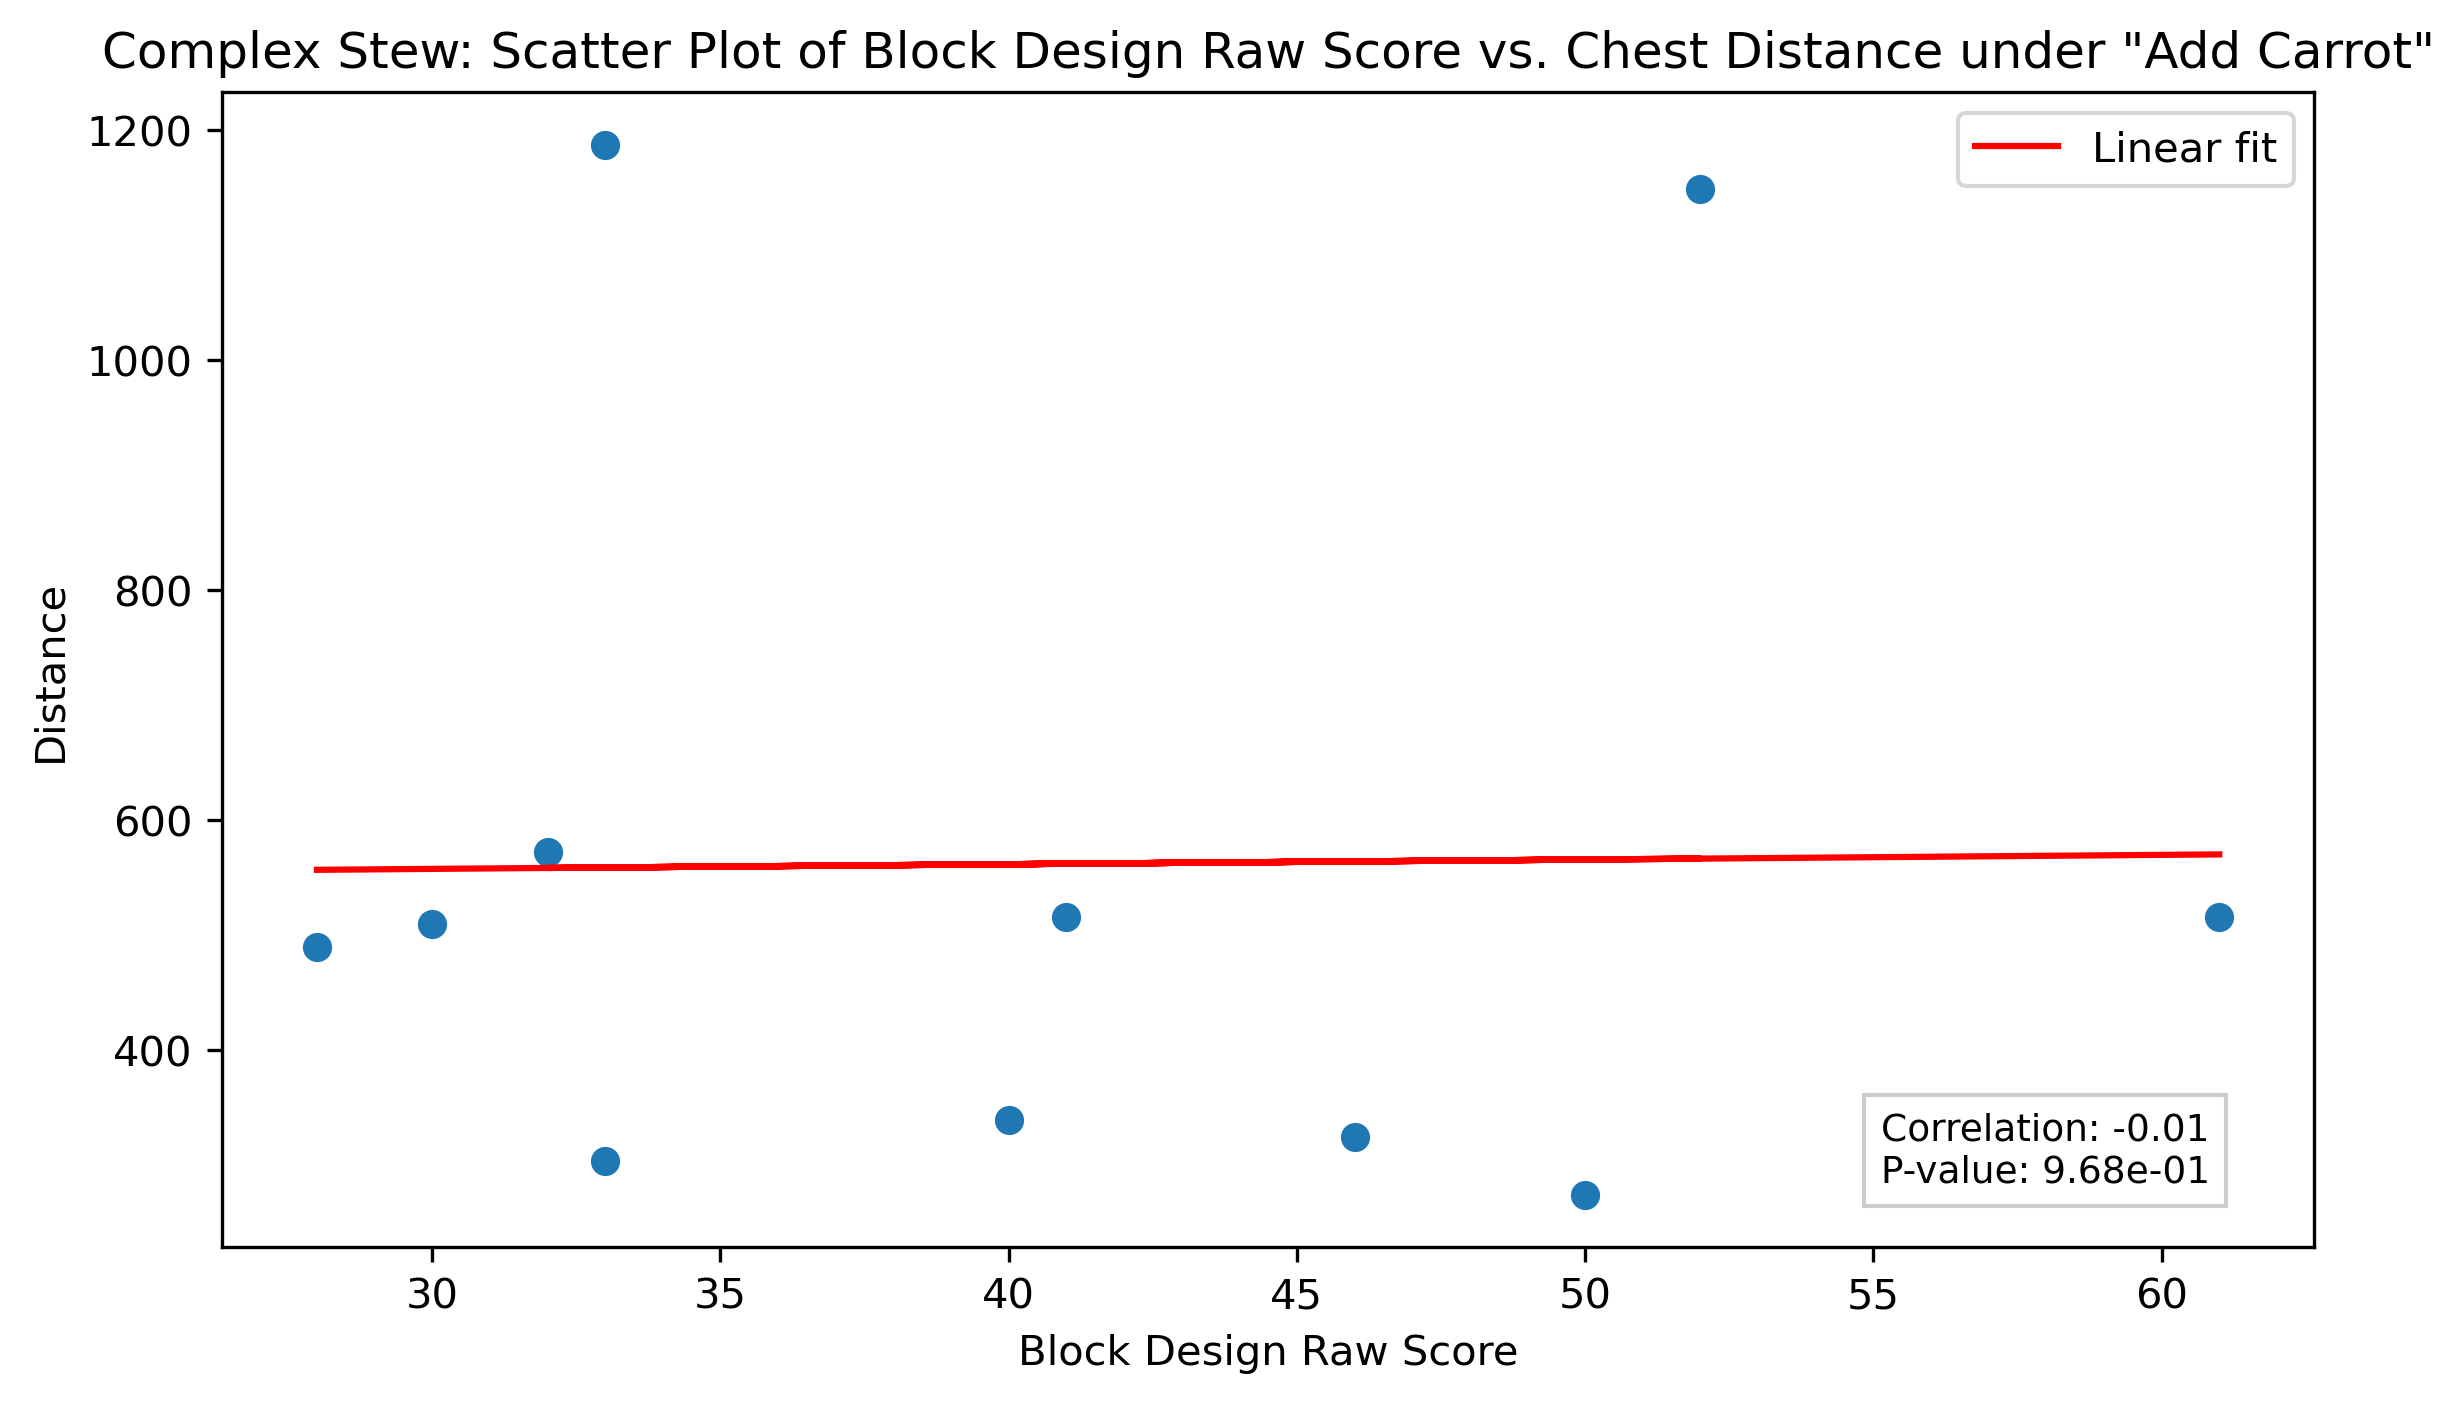 Complex Stew: Scatter Plot of Block Design Raw Score vs. Chest Distance under "Add Carrot"
Linear fit
1200
1000
800
600
400
Distance
Correlation: -0.01
P-value: 9.68e-01
30 35 40 45 50 55 60
Block Design Raw Score